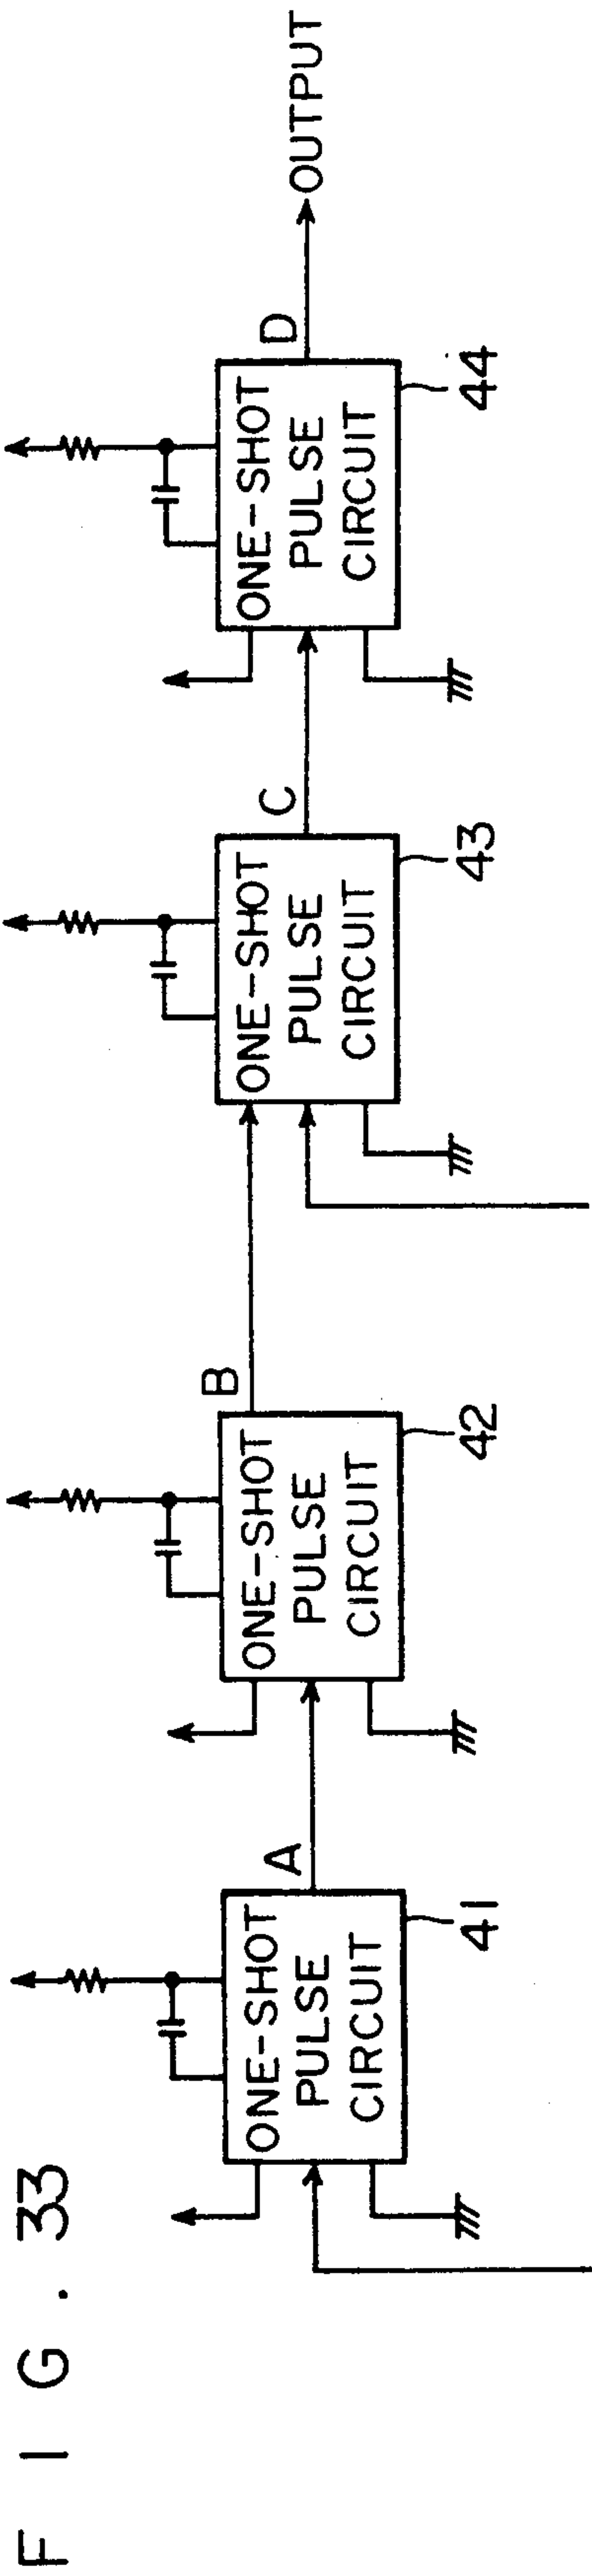 F I G . 33
ONE-SHOT
PULSE
CIRCUIT
41
A
ONE-SHOT
PULSE
CIRCUIT
42
B
ONE-SHOT
PULSE
CIRCUIT
43
C
ONE-SHOT
PULSE
CIRCUIT
44
D
OUTPUT